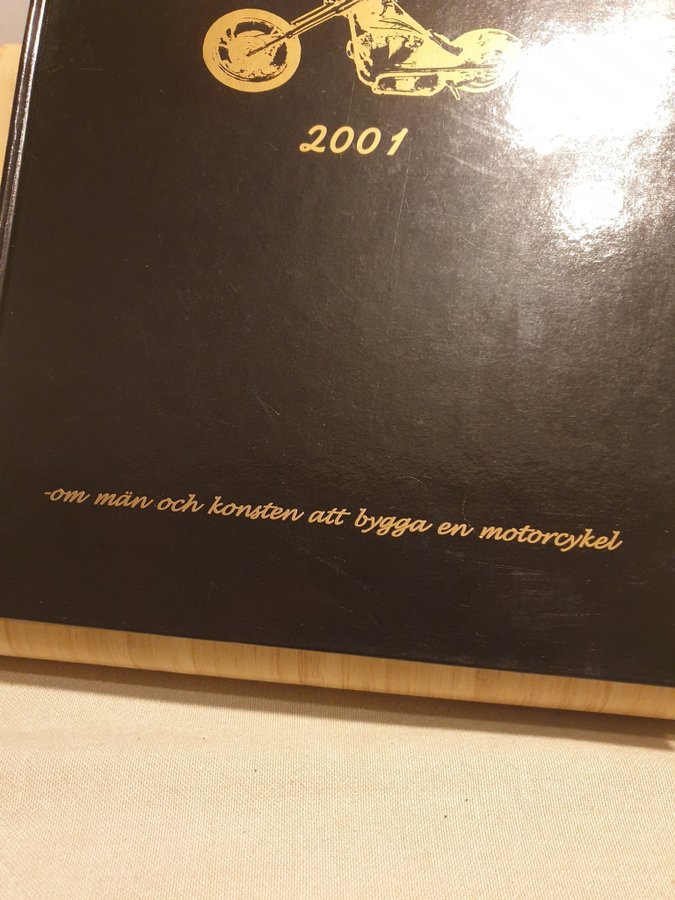 2001
-om män och konsten att bygga en motorcykel